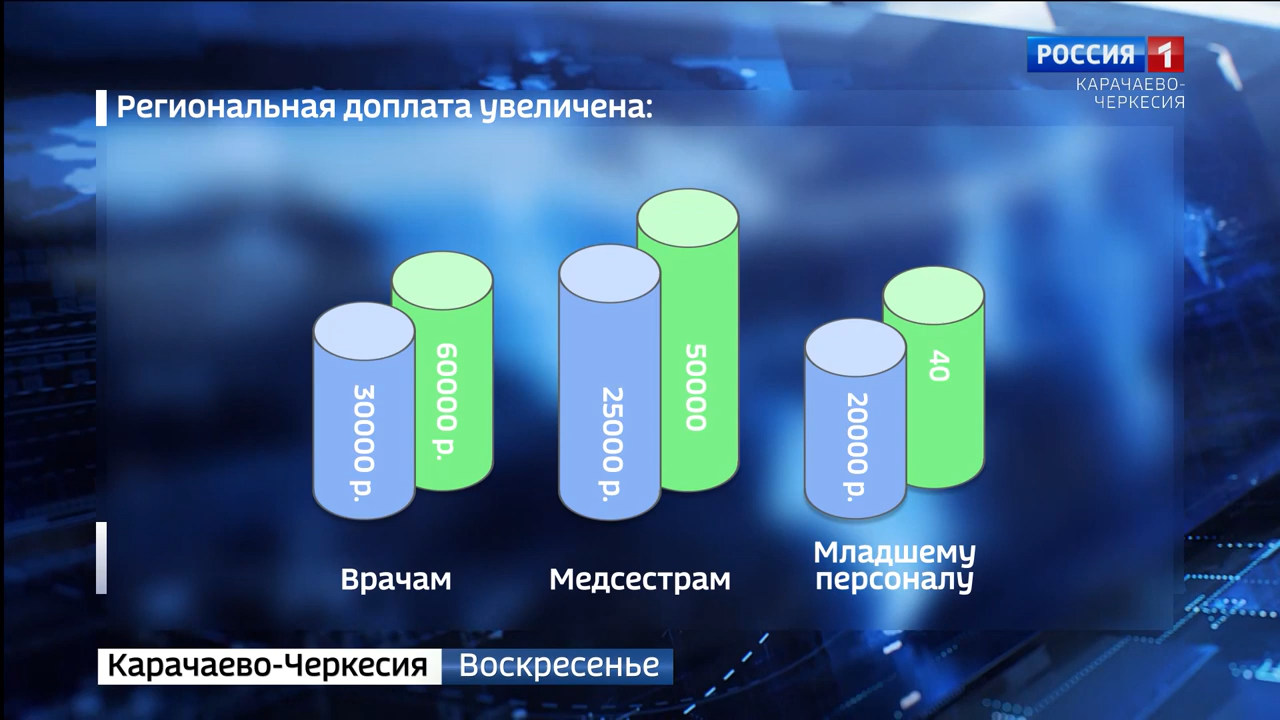 РОССИЯ 1
КАРАЧАЕВО-
ЧЕРКЕСИЯ
Региональная доплата увеличена:
30000 р.
60000 р.
25000 р.
50000
20000 р.
40
Врачам
Медсестрам
Младшему
персоналу
Карачаево-Черкесия Воскресенье